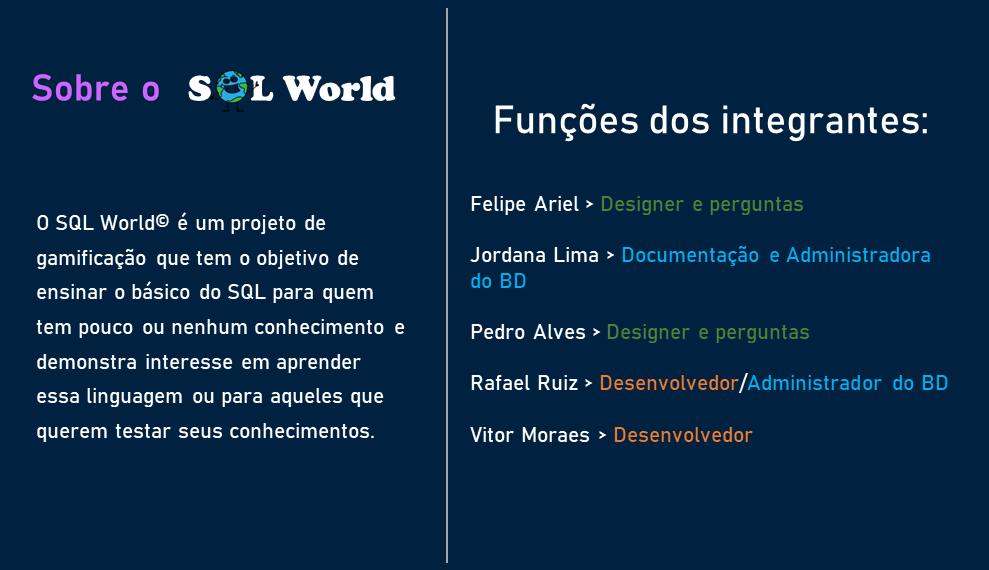 Sobre o SQL World
O SQL World© é um projeto de
gamificação que tem o objetivo de
ensinar o básico do SQL para quem
tem pouco ou nenhum conhecimento e
demonstra interesse em aprender
essa linguagem ou para aqueles que
querem testar seus conhecimentos.
Funções dos integrantes:
Felipe Ariel > Designer e perguntas
Jordana Lima > Documentação e Administradora
do BD
Pedro Alves > Designer e perguntas
Rafael Ruiz > Desenvolvedor/Administrador do BD
Vitor Moraes > Desenvolvedor